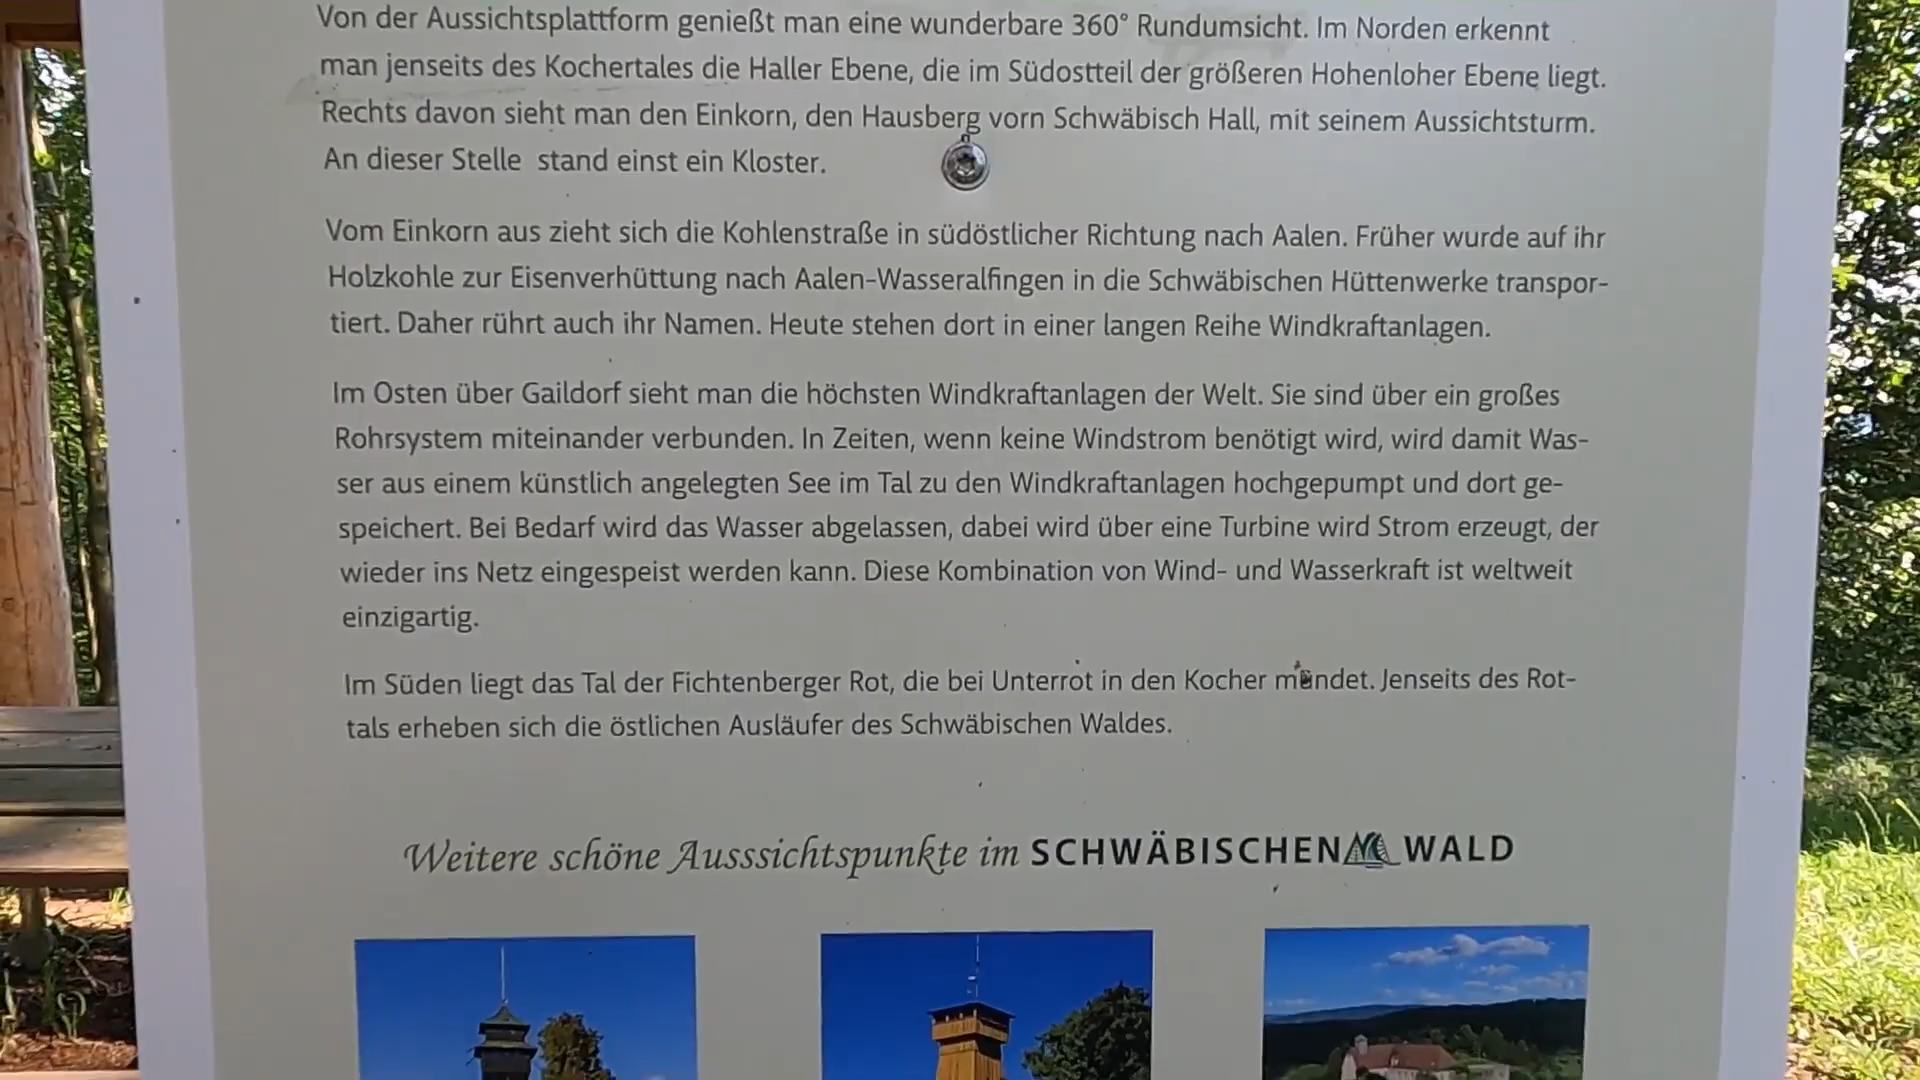 Von der Aussichtsplattform genießt man eine wunderbare 360° Rundumsicht. Im Norden erkennt
man jenseits des Kochertales die Haller Ebene, die im Südostteil der größeren Hohenloher Ebene liegt.
Rechts davon sieht man den Einkorn, den Hausberg vorn Schwäbisch Hall, mit seinem Aussichtsturm.
An dieser Stelle stand einst ein Kloster.
Vom Einkorn aus zieht sich die Kohlenstraße in südöstlicher Richtung nach Aalen. Früher wurde auf ihr
Holzkohle zur Eisenverhüttung nach Aalen-Wasseralfingen in die Schwäbischen Hüttenwerke transpor-
tiert. Daher rührt auch ihr Namen. Heute stehen dort in einer langen Reihe Windkraftanlagen.
Im Osten über Gaildorf sieht man die höchsten Windkraftanlagen der Welt. Sie sind über ein großes
Rohrsystem miteinander verbunden. In Zeiten, wenn keine Windstrom benötigt wird, wird damit Was-
ser aus einem künstlich angelegten See im Tal zu den Windkraftanlagen hochgepumpt und dort ge-
speichert. Bei Bedarf wird das Wasser abgelassen, dabei wird über eine Turbine wird Strom erzeugt, der
wieder ins Netz eingespeist werden kann. Diese Kombination von Wind- und Wasserkraft ist weltweit
einzigartig.
Im Süden liegt das Tal der Fichtenberger Rot, die bei Unterrot in den Kocher mündet. Jenseits des Rot-
tals erheben sich die östlichen Ausläufer des Schwäbischen Waldes.
Weitere schöne Ausssichtspunkte im SCHWÄBISCHEN WALD